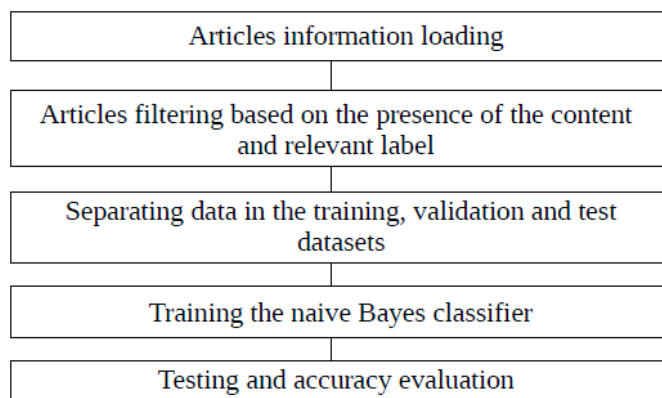 Articles information loading
Articles filtering based on the presence of the content
and relevant label
Separating data in the training, validation and test
datasets
Training the naive Bayes classifier
Testing and accuracy evaluation